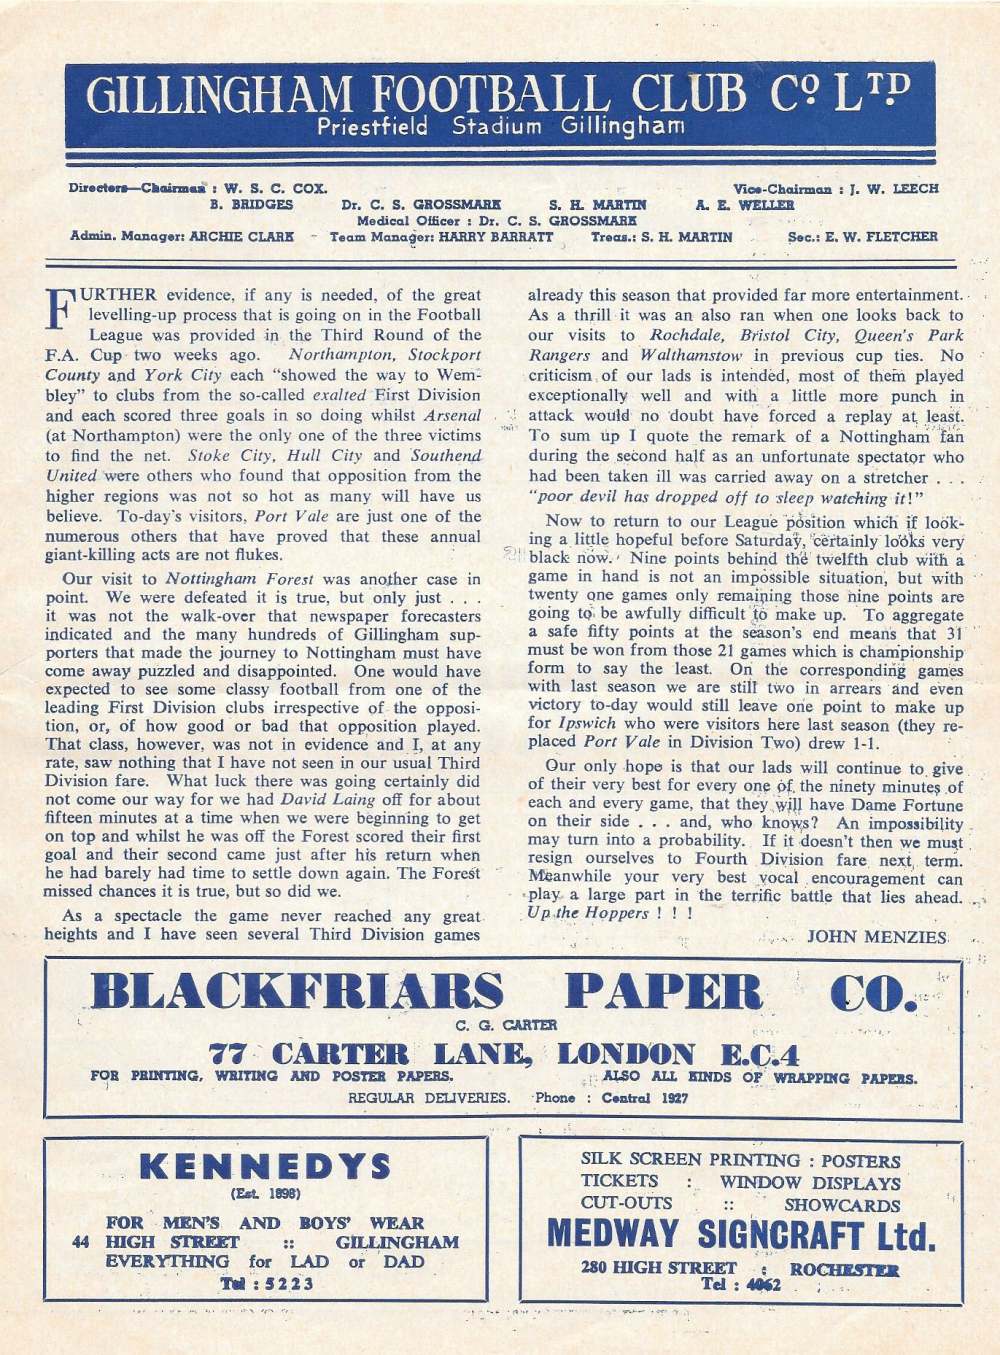 GILLINGHAM FOOTBALL CLUB Co LTD
Priestfield Stadium Gillingham
Directors—Chairman : W. S. C. COX. Vice-Chairman : J. W. LEECH
B. BRIDGES Dr. C. S. GROSSMARK S. H. MARTIN A. E. WELLER
Medical Officer : Dr. C. S. GROSSMARK
Admin. Manager: ARCHIE CLARK - Team Manager: HARRY BARRATT Treas.: S. H. MARTIN Sec.: E. W. FLETCHER
FURTHER evidence, if any is needed, of the great
levelling-up process that is going on in the Football
League was provided in the Third Round of the
F.A. Cup two weeks ago. Northampton, Stockport
County and York City each "showed the way to Wem-
bley" to clubs from the so-called exalted First Division
and each scored three goals in so doing whilst Arsenal
(at Northampton) were the only one of the three victims
to find the net. Stoke City, Hull City and Southend
United were others who found that opposition from the
higher regions was not so hot as many will have us
believe. To-day's visitors, Port Vale are just one of the
numerous others that have proved that these annual
giant-killing acts are not flukes.
Our visit to Nottingham Forest was another case in
point. We were defeated it is true, but only just . . .
it was not the walk-over that newspaper forecasters
indicated and the many hundreds of Gillingham sup-
porters that made the journey to Nottingham must have
come away puzzled and disappointed. One would have
expected to see some classy football from one of the
leading First Division clubs irrespective of the opposi-
tion, or, of how good or bad that opposition played.
That class, however, was not in evidence and I, at any
rate, saw nothing that I have not seen in our usual Third
Division fare. What luck there was going certainly did
not come our way for we had David Laing off for about
fifteen minutes at a time when we were beginning to get
on top and whilst he was off the Forest scored their first
goal and their second came just after his return when
he had barely had time to settle down again. The Forest
missed chances it is true, but so did we.
As a spectacle the game never reached any great
heights and I have seen several Third Division games
already this season that provided far more entertainment.
As a thrill it was an also ran when one looks back to
our visits to Rochdale, Bristol City, Queen's Park
Rangers and Walthamstow in previous cup ties. No
criticism of our lads is intended, most of them played
exceptionally well and with a little more punch in
attack would no doubt have forced a replay at least.
To sum up I quote the remark of a Nottingham fan
during the second half as an unfortunate spectator who
had been taken ill was carried away on a stretcher . . .
"poor devil has dropped off to sleep watching it!"
Now to return to our League position which if look-
ing a little hopeful before Saturday, certainly looks very
black now. Nine points behind the twelfth club with a
game in hand is not an impossible situation, but with
twenty one games only remaining those nine points are
going to be awfully difficult to make up. To aggregate
a safe fifty points at the season's end means that 31
must be won from those 21 games which is championship
form to say the least. On the corresponding games
with last season we are still two in arrears and even
victory to-day would still leave one point to make up
for Ipswich who were visitors here last season (they re-
placed Port Vale in Division Two) drew 1-1.
Our only hope is that our lads will continue to give
of their very best for every one of the ninety minutes of
each and every game, that they will have Dame Fortune
on their side . . . and, who knows? An impossibility
may turn into a probability. If it doesn't then we must
resign ourselves to Fourth Division fare next term.
Meanwhile your very best vocal encouragement can
play a large part in the terrific battle that lies ahead.
Up the Hoppers ! ! !
JOHN MENZIES
BLACKFRIARS PAPER CO.
C. G. CARTER
77 CARTER LANE, LONDON E.C.4
FOR PRINTING, WRITING AND POSTER PAPERS. ALSO ALL KINDS OF WRAPPING PAPERS.
REGULAR DELIVERIES. Phone : Central 1927
KENNEDYS
(Est. 1898)
FOR MEN'S AND BOYS' WEAR
44 HIGH STREET :: GILLINGHAM
EVERYTHING for LAD or DAD
Tel : 5223
SILK SCREEN PRINTING : POSTERS
TICKETS : WINDOW DISPLAYS
CUT-OUTS :: SHOWCARDS
MEDWAY SIGNCRAFT Ltd.
280 HIGH STREET : ROCHESTER
Tel : 4062